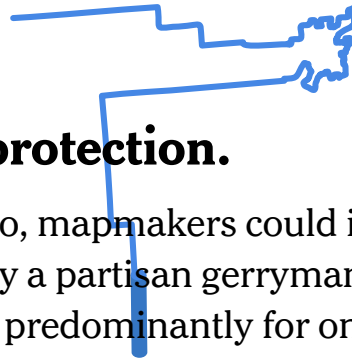 protection.
o, mapmakers could i
y a partisan gerryman
predominantly for or